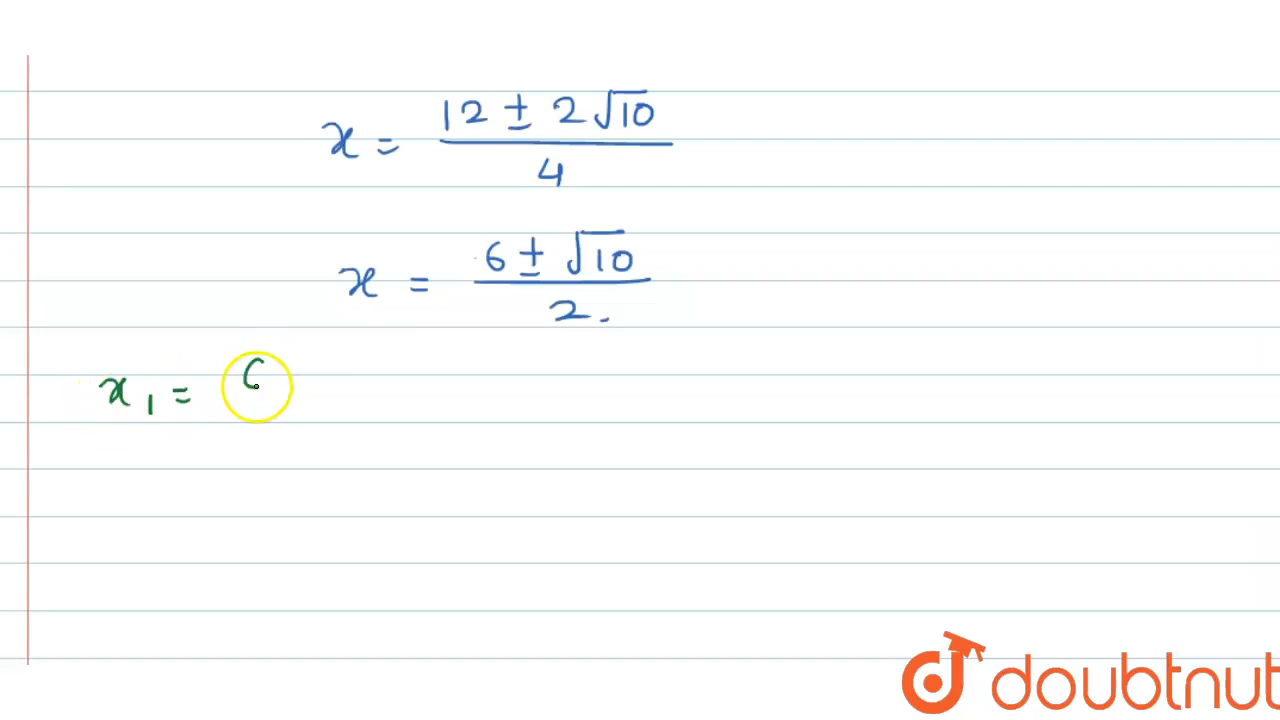 x = 12 ± 2√10 / 4
x = 6 ± √10 / 2.
x1 =
doubtnut